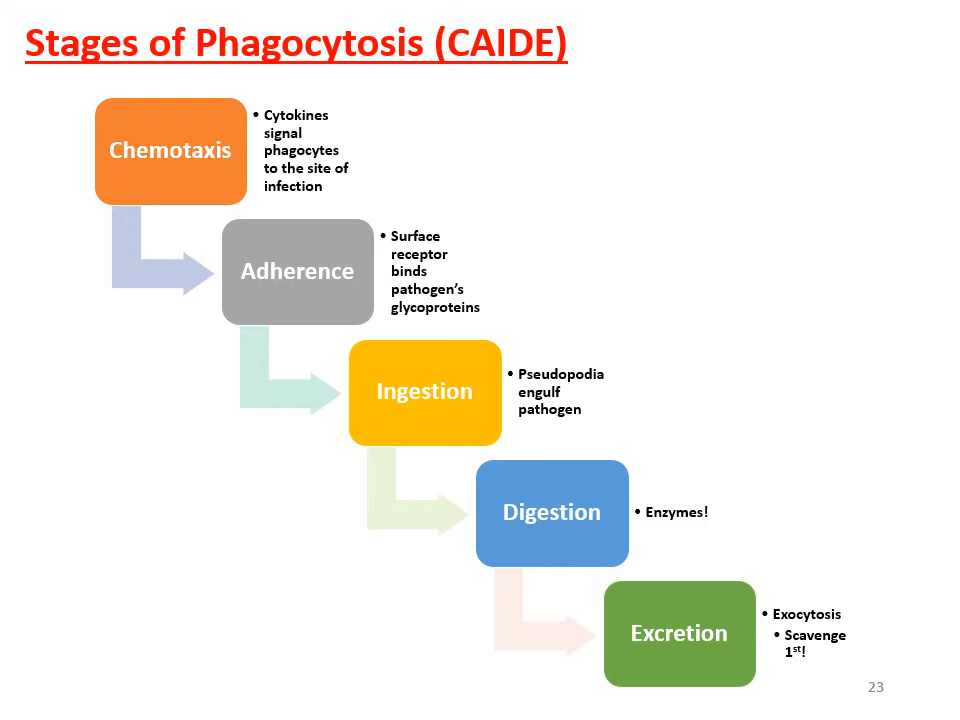 Stages of Phagocytosis (CAIDE)
Chemotaxis
• Cytokines
signal
phagocytes
to the site of
infection
Adherence
• Surface
receptor
binds
pathogen’s
glycoproteins
Ingestion
• Pseudopodia
engulf
pathogen
Digestion
• Enzymes!
Excretion
• Exocytosis
• Scavenge
1st!
23